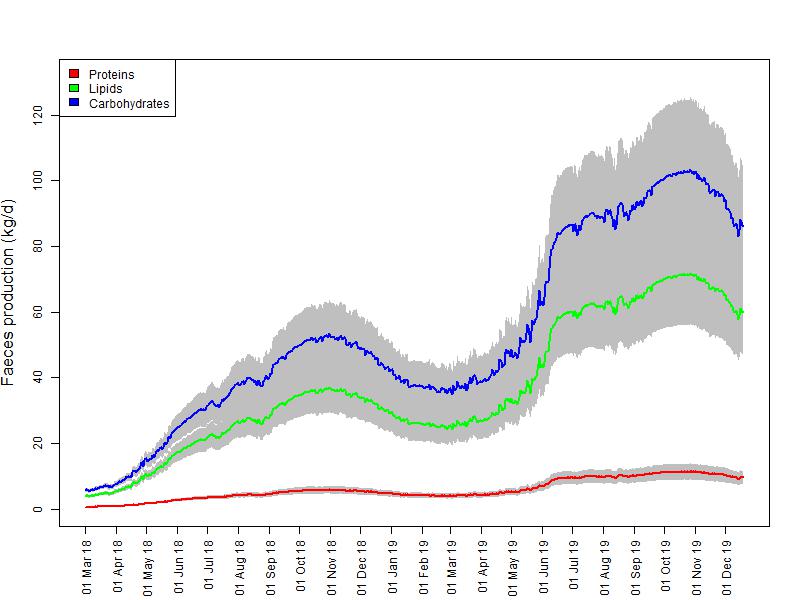 Proteins
Lipids
Carbohydrates
Faeces production (kg/d)
120
100
80
60
40
20
0
01 Mar 18
01 Apr 18
01 May 18
01 Jun 18
01 Jul 18
01 Aug 18
01 Sep 18
01 Oct 18
01 Nov 18
01 Dec 18
01 Jan 19
01 Feb 19
01 Mar 19
01 Apr 19
01 May 19
01 Jun 19
01 Jul 19
01 Aug 19
01 Sep 19
01 Oct 19
01 Nov 19
01 Dec 19